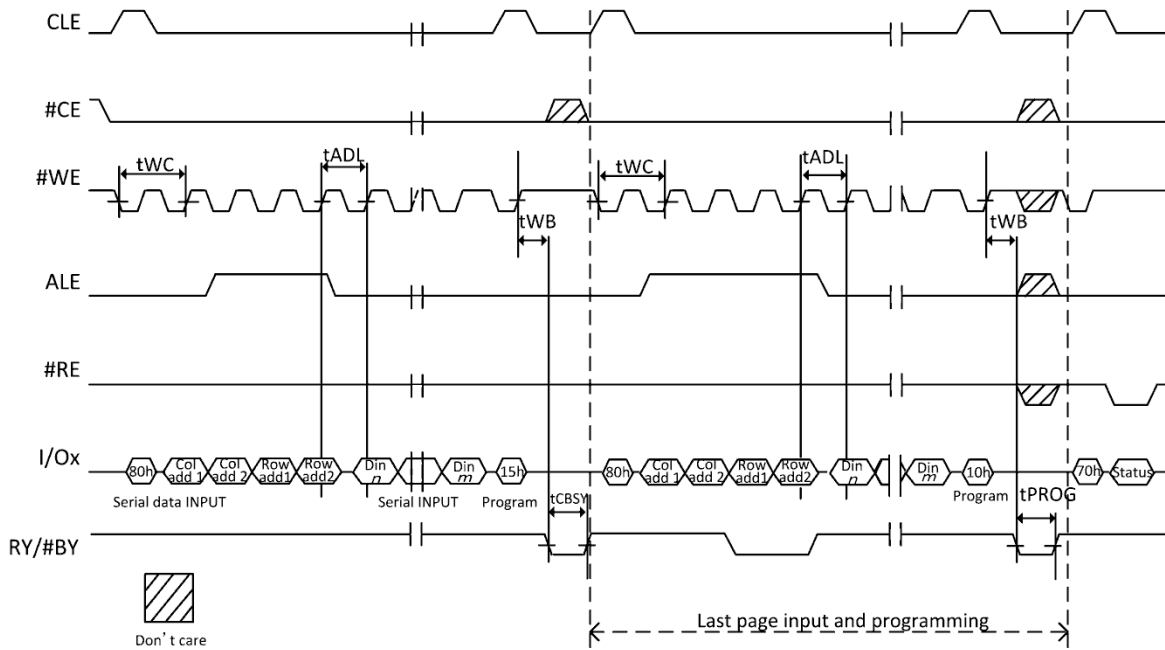 CLE
#CE
tWC
tADL
tWC
tADL
#WE
tWB
tWB
ALE
#RE
I/Ox
80h
Col add 1
Col add 2
Row add1
Row add2
Din n
Din m
15h
80h
Col add 1
Col add 2
Row add1
Row add2
Din n
Din m
10h
70h
Status
Serial data INPUT
Serial INPUT
Program
Program
tCBSY
tPROG
RY/#BY
Last page input and programming
Don't care